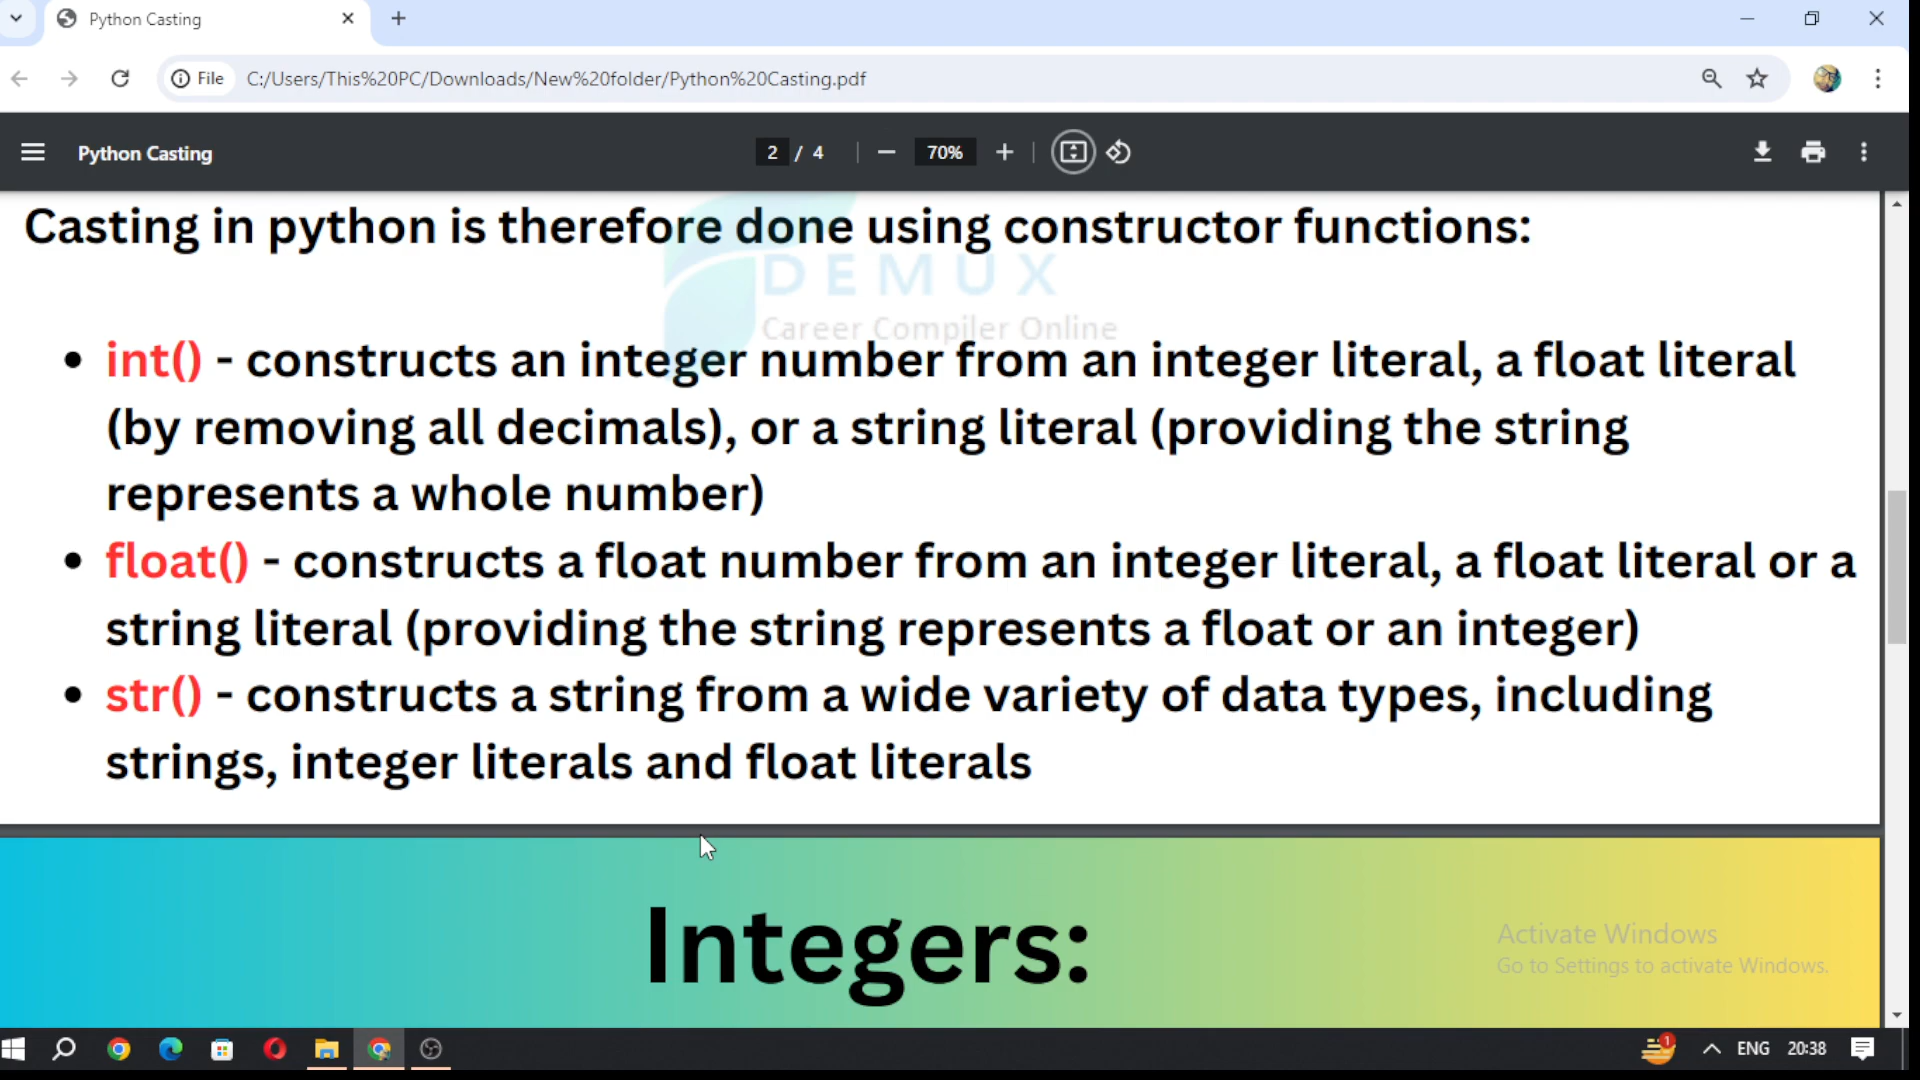 Python Casting
File
C:/Users/This%20PC/Downloads/New%20folder/Python%20Casting.pdf
Python Casting
2 / 4
70%
Casting in python is therefore done using constructor functions:
DEMUX
Career Compiler Online
• int() - constructs an integer number from an integer literal, a float literal
(by removing all decimals), or a string literal (providing the string
represents a whole number)
• float() - constructs a float number from an integer literal, a float literal or a
string literal (providing the string represents a float or an integer)
• str() - constructs a string from a wide variety of data types, including
strings, integer literals and float literals
Integers:
Activate Windows
Go to Settings to activate Windows.
1
ENG
20:38